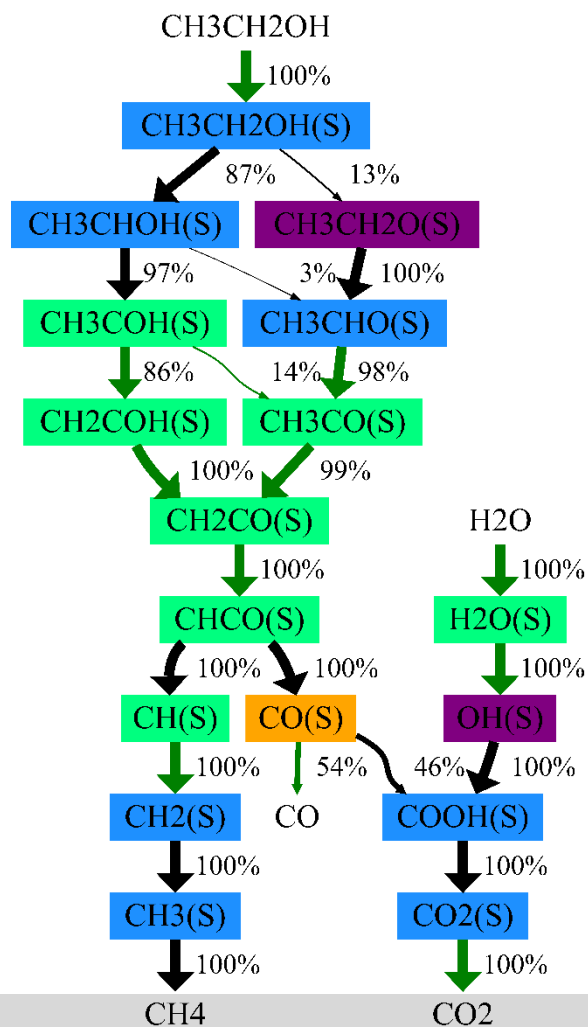 CH3CH2OH
100%
CH3CH2OH(S)
87% 13%
CH3CHOH(S) CH3CH2O(S)
97% 3% 100%
CH3COH(S) CH3CHO(S)
86% 14% 98%
CH2COH(S) CH3CO(S)
100% 99%
CH2CO(S) H2O
100% 100%
CHCO(S) H2O(S)
100% 100% 100%
CH(S) CO(S) OH(S)
100% 54% 46% 100%
CH2(S) CO COOH(S)
100% 100%
CH3(S) CO2(S)
100% 100%
CH4 CO2